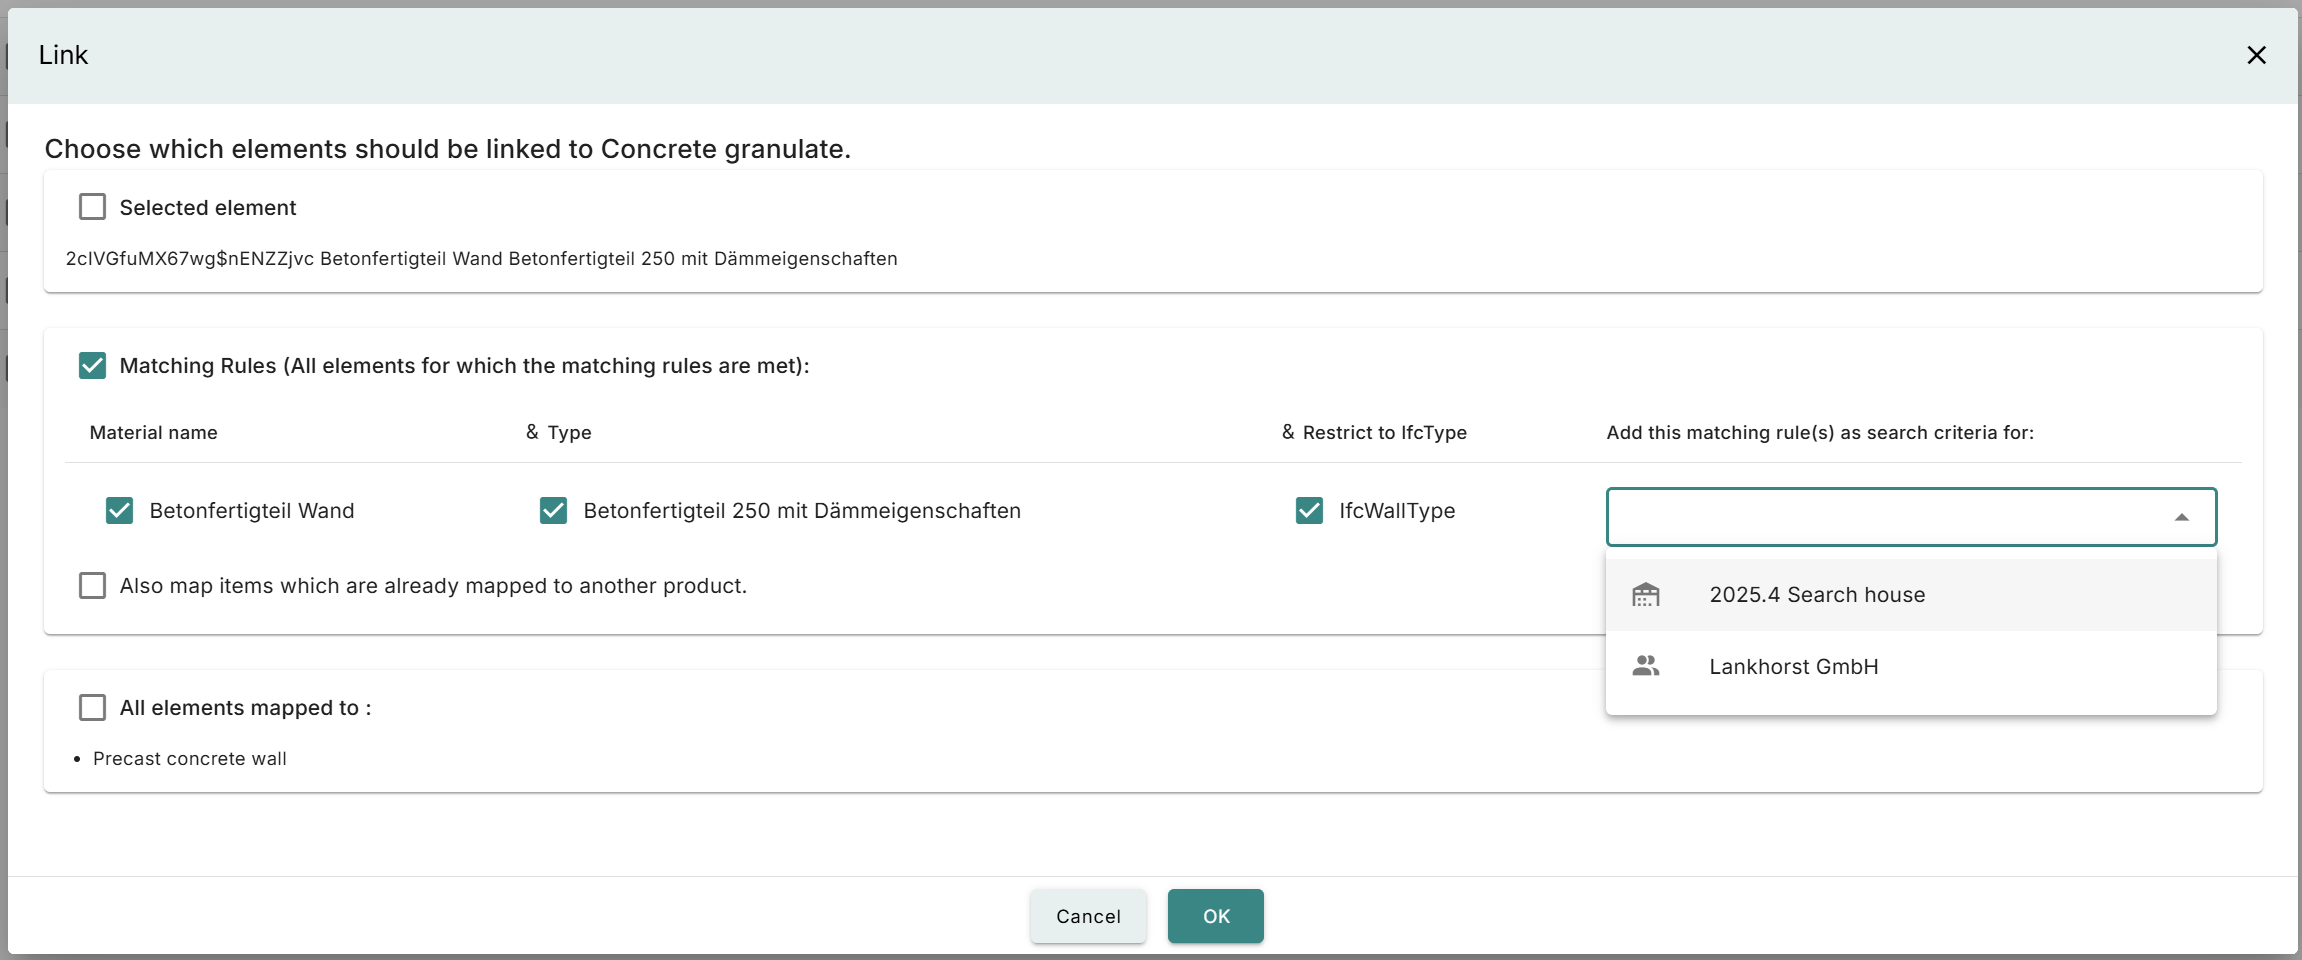 Link
Choose which elements should be linked to Concrete granulate.
Selected element
2cIVGfuMX67wg$nENZZjvc Betonfertigteil Wand Betonfertigteil 250 mit Dämmeigenschaften
Matching Rules (All elements for which the matching rules are met):
Material name & Type & Restrict to IfcType Add this matching rule(s) as search criteria for:
Betonfertigteil Wand Betonfertigteil 250 mit Dämmeigenschaften IfcWallType
Also map items which are already mapped to another product.
2025.4 Search house
Lankhorst GmbH
All elements mapped to :
• Precast concrete wall
Cancel OK